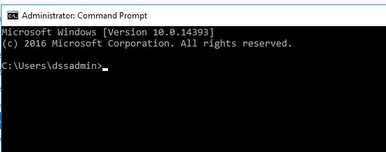 Administrator: Command Prompt
Microsoft Windows [Version 10.0.14393]
(c) 2016 Microsoft Corporation. All rights reserved.
C:\Users\dssadmin>